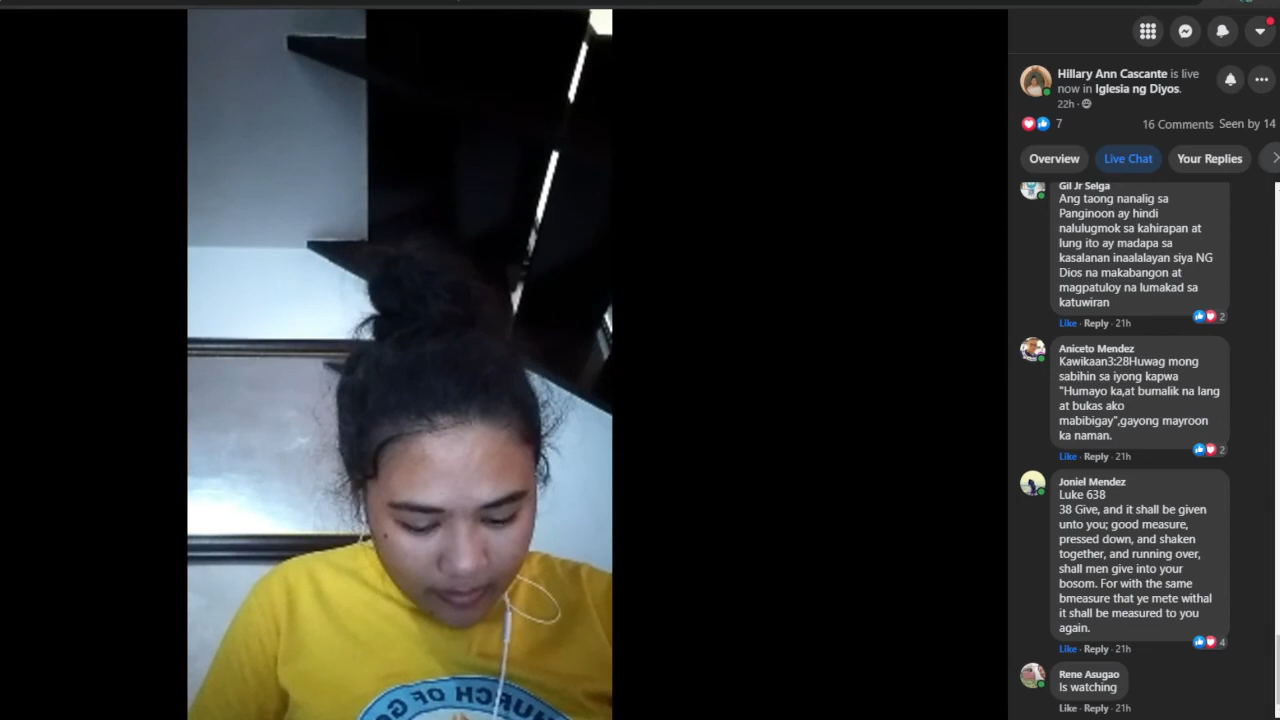 Hillary Ann Cascante is live
now in Iglesia ng Diyos.
22h ·
7
16 Comments Seen by 14
Overview
Live Chat
Your Replies
Gil Jr Selga
Ang taong nanalig sa
Panginoon ay hindi
nalulugmok sa kahirapan at
lung ito ay madapa sa
kasalanan inaalalayan siya NG
Dios na makabangon at
magpatuloy na lumakad sa
katuwiran
2
Like · Reply · 21h
Aniceto Mendez
Kawikaan3:28Huwag mong
sabihin sa iyong kapwa
"Humayo ka,at bumalik na lang
at bukas ako
mabibigay",gayong mayroon
ka naman.
2
Like · Reply · 21h
Joniel Mendez
Luke 638
38 Give, and it shall be given
unto you; good measure,
pressed down, and shaken
together, and running over,
shall men give into your
bosom. For with the same
bmeasure that ye mete withal
it shall be measured to you
again.
4
Like · Reply · 21h
Rene Asugao
Is watching
Like · Reply · 21h
CHURCH OF GO